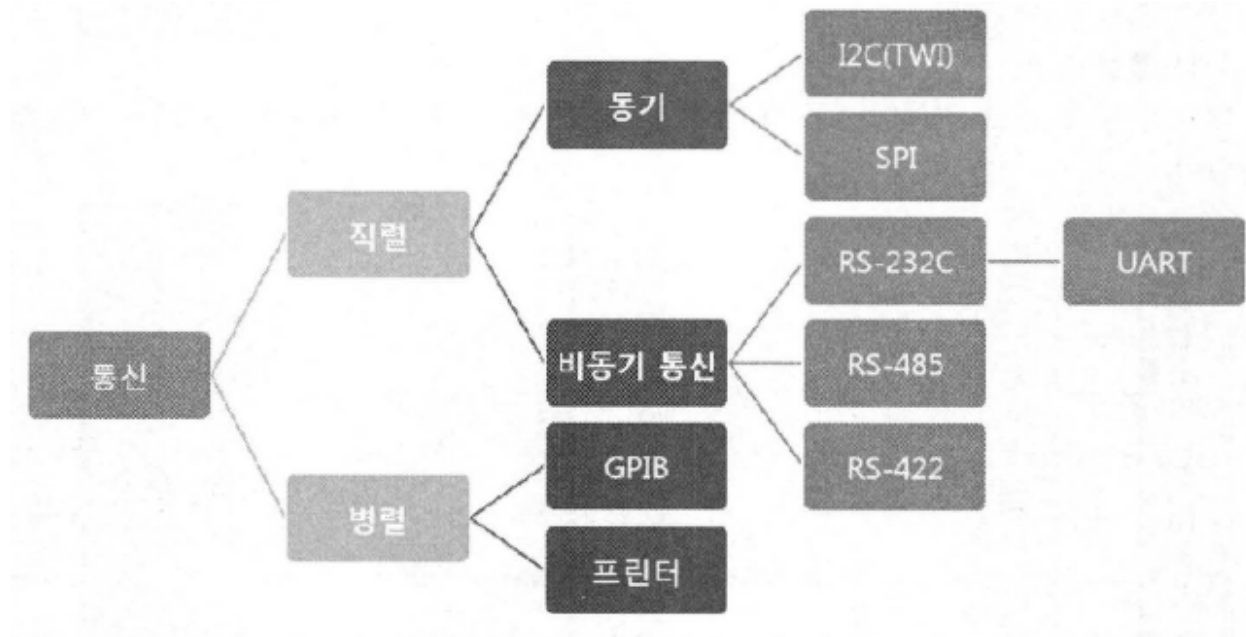 통신
직렬
병렬
동기
비동기 통신
GPIB
프린터
I2C(TWI)
SPI
RS-232C
RS-485
RS-422
UART